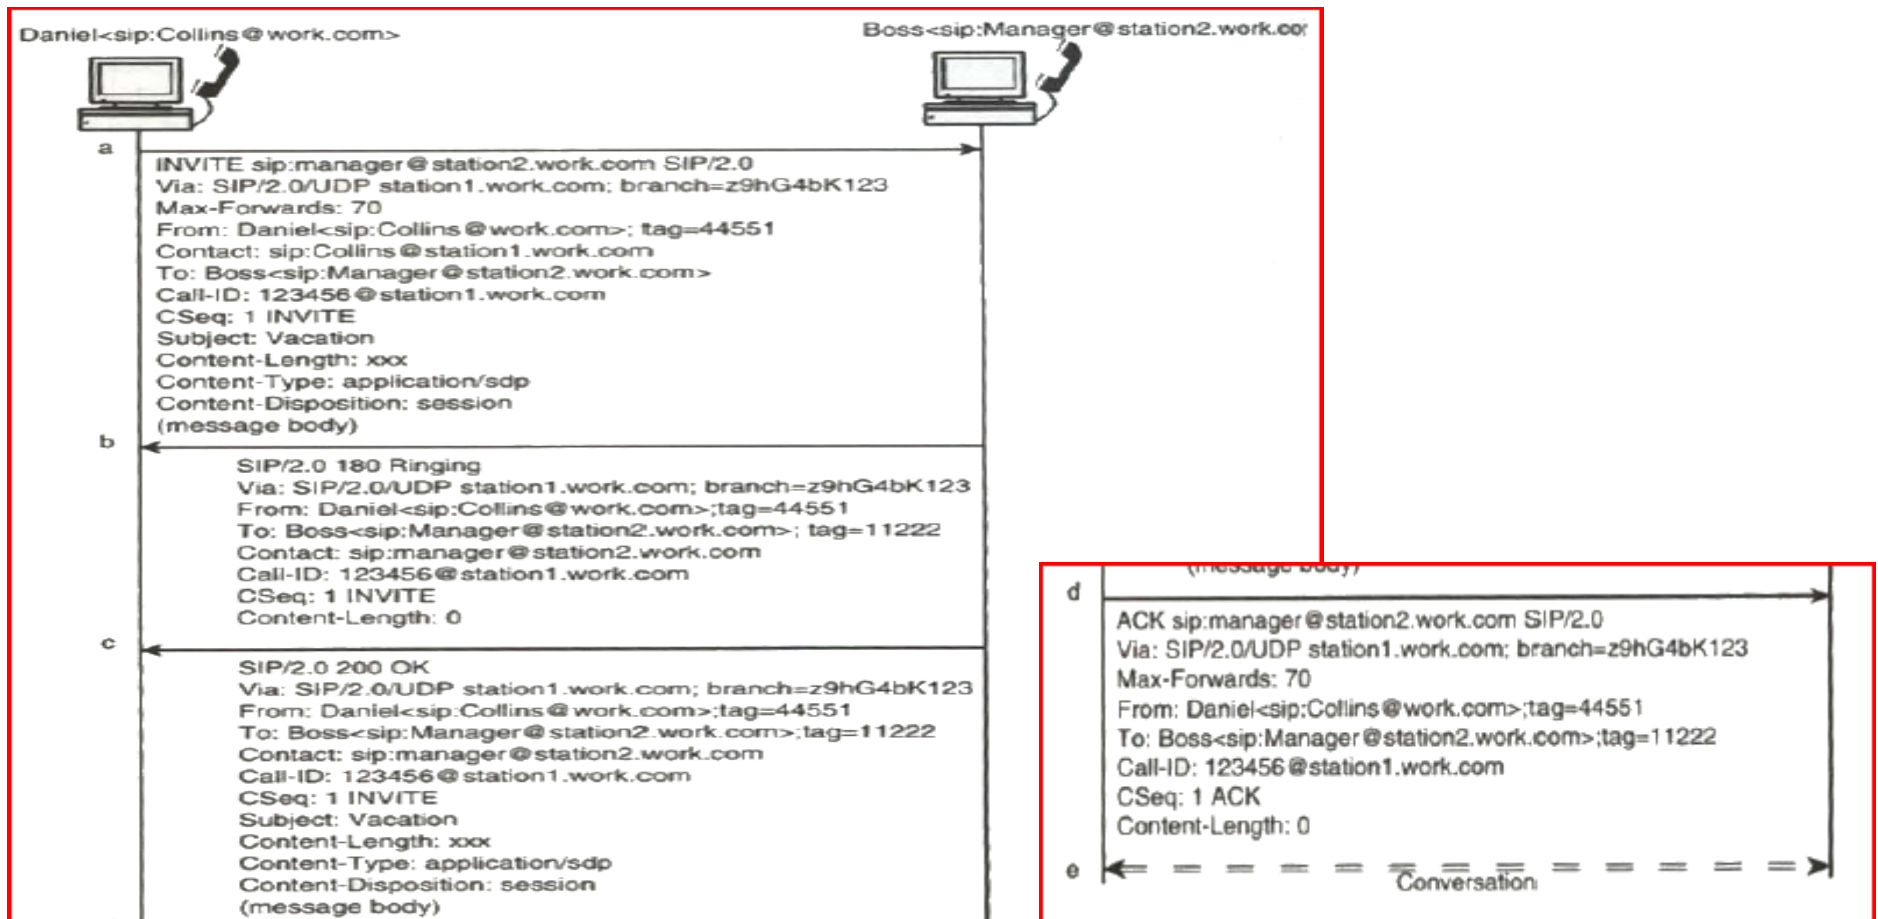 Daniel<sip:Collins@work.com>
Boss<sip:Manager@station2.work.cor
a
INVITE sip:manager@station2.work.com SIP/2.0
Via: SIP/2.0/UDP station1.work.com; branch=z9hG4bK123
Max-Forwards: 70
From: Daniel<sip:Collins@work.com>; tag=44551
Contact: sip:Collins@station1.work.com
To: Boss<sip:Manager@station2.work.com>
Call-ID: 123456@station1.work.com
CSeq: 1 INVITE
Subject: Vacation
Content-Length: xxx
Content-Type: application/sdp
Content-Disposition: session
(message body)
b
SIP/2.0 180 Ringing
Via: SIP/2.0/UDP station1.work.com; branch=z9hG4bK123
From: Daniel<sip:Collins@work.com>;tag=44551
To: Boss<sip:Manager@station2.work.com>; tag=11222
Contact: sip:manager@station2.work.com
Call-ID: 123456@station1.work.com
CSeq: 1 INVITE
Content-Length: 0
c
SIP/2.0 200 OK
Via: SIP/2.0/UDP station1.work.com; branch=z9hG4bK123
From: Daniel<sip:Collins@work.com>;tag=44551
To: Boss<sip:Manager@station2.work.com>;tag=11222
Contact: sip:manager@station2.work.com
Call-ID: 123456@station1.work.com
CSeq: 1 INVITE
Subject: Vacation
Content-Length: xxx
Content-Type: application/sdp
Content-Disposition: session
(message body)
(message body)
d
ACK sip:manager@station2.work.com SIP/2.0
Via: SIP/2.0/UDP station1.work.com; branch=z9hG4bK123
Max-Forwards: 70
From: Daniel<sip:Collins@work.com>;tag=44551
To: Boss<sip:Manager@station2.work.com>;tag=11222
Call-ID: 123456@station1.work.com
CSeq: 1 ACK
Content-Length: 0
e
Conversation